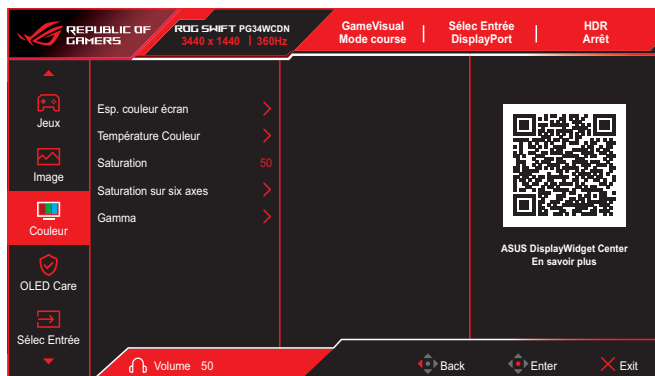 REPUBLIC OF
GAMERS
ROG SWIFT PG34WCDN
3440 x 1440 | 360Hz
GameVisual
Mode course
Sélec Entrée
DisplayPort
HDR
Arrêt
Jeux
Image
Couleur
OLED Care
Sélec Entrée
Esp. couleur écran
Température Couleur
Saturation 50
Saturation sur six axes
Gamma
ASUS DisplayWidget Center
En savoir plus
Volume 50
Back
Enter
Exit